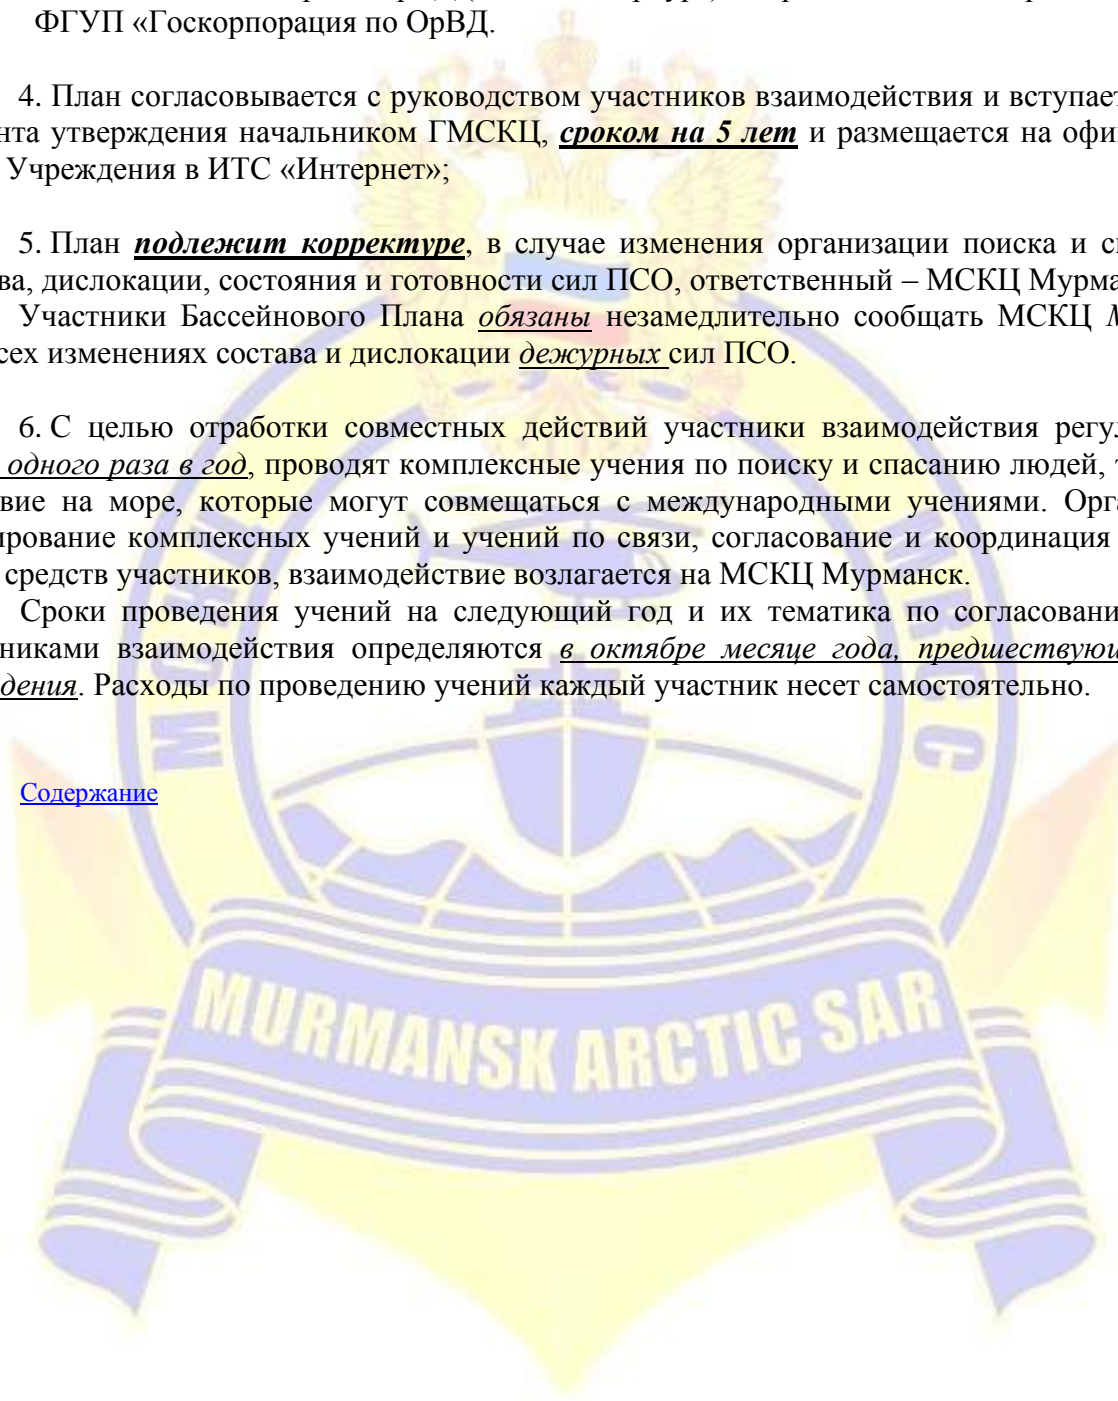 ФГУП «Госкорпорация по ОрВД.
4. План согласовывается с руководством участников взаимодействия и вступает
нта утверждения начальником ГМСКЦ, сроком на 5 лет и размещается на офи
Учреждения в ИТС «Интернет»;
5. План подлежит корректуре, в случае изменения организации поиска и с
ва, дислокации, состояния и готовности сил ПСО, ответственный – МСКЦ Мурма
Участники Бассейнового Плана обязаны незамедлительно сообщать МСКЦ М
сех изменениях состава и дислокации дежурных сил ПСО.
6. С целью отработки совместных действий участники взаимодействия регу
одного раза в год, проводят комплексные учения по поиску и спасанию людей, т
вие на море, которые могут совмещаться с международными учениями. Орга
ирование комплексных учений и учений по связи, согласование и координация
средств участников, взаимодействие возлагается на МСКЦ Мурманск.
Сроки проведения учений на следующий год и их тематика по согласовани
никами взаимодействия определяются в октябре месяце года, предшествующ
дения. Расходы по проведению учений каждый участник несет самостоятельно.
Содержание
MURMANSK ARCTIC SAR